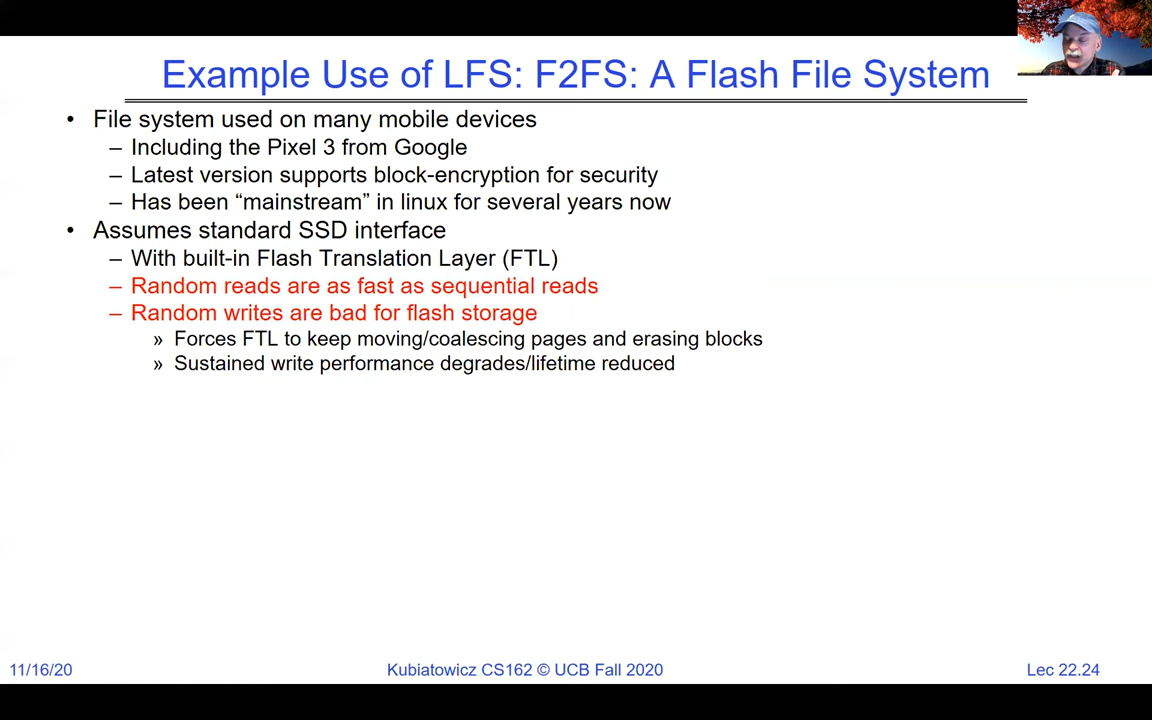 Example Use of LFS: F2FS: A Flash File System
• File system used on many mobile devices
– Including the Pixel 3 from Google
– Latest version supports block-encryption for security
– Has been “mainstream” in linux for several years now
• Assumes standard SSD interface
– With built-in Flash Translation Layer (FTL)
– Random reads are as fast as sequential reads
– Random writes are bad for flash storage
» Forces FTL to keep moving/coalescing pages and erasing blocks
» Sustained write performance degrades/lifetime reduced
11/16/20
Kubiatowicz CS162 © UCB Fall 2020
Lec 22.24